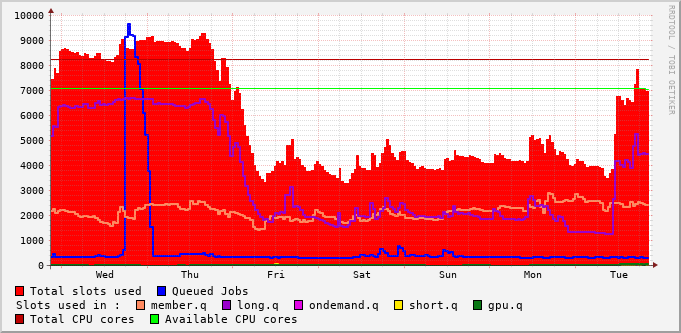 10000
9000
8000
7000
6000
5000
4000
3000
2000
1000
0
Wed Thu Fri Sat Sun Mon Tue
RRDTOOL / TOBI OETIKER
Total slots used Queued Jobs
Slots used in : member.q long.q ondemand.q short.q gpu.q
Total CPU cores Available CPU cores